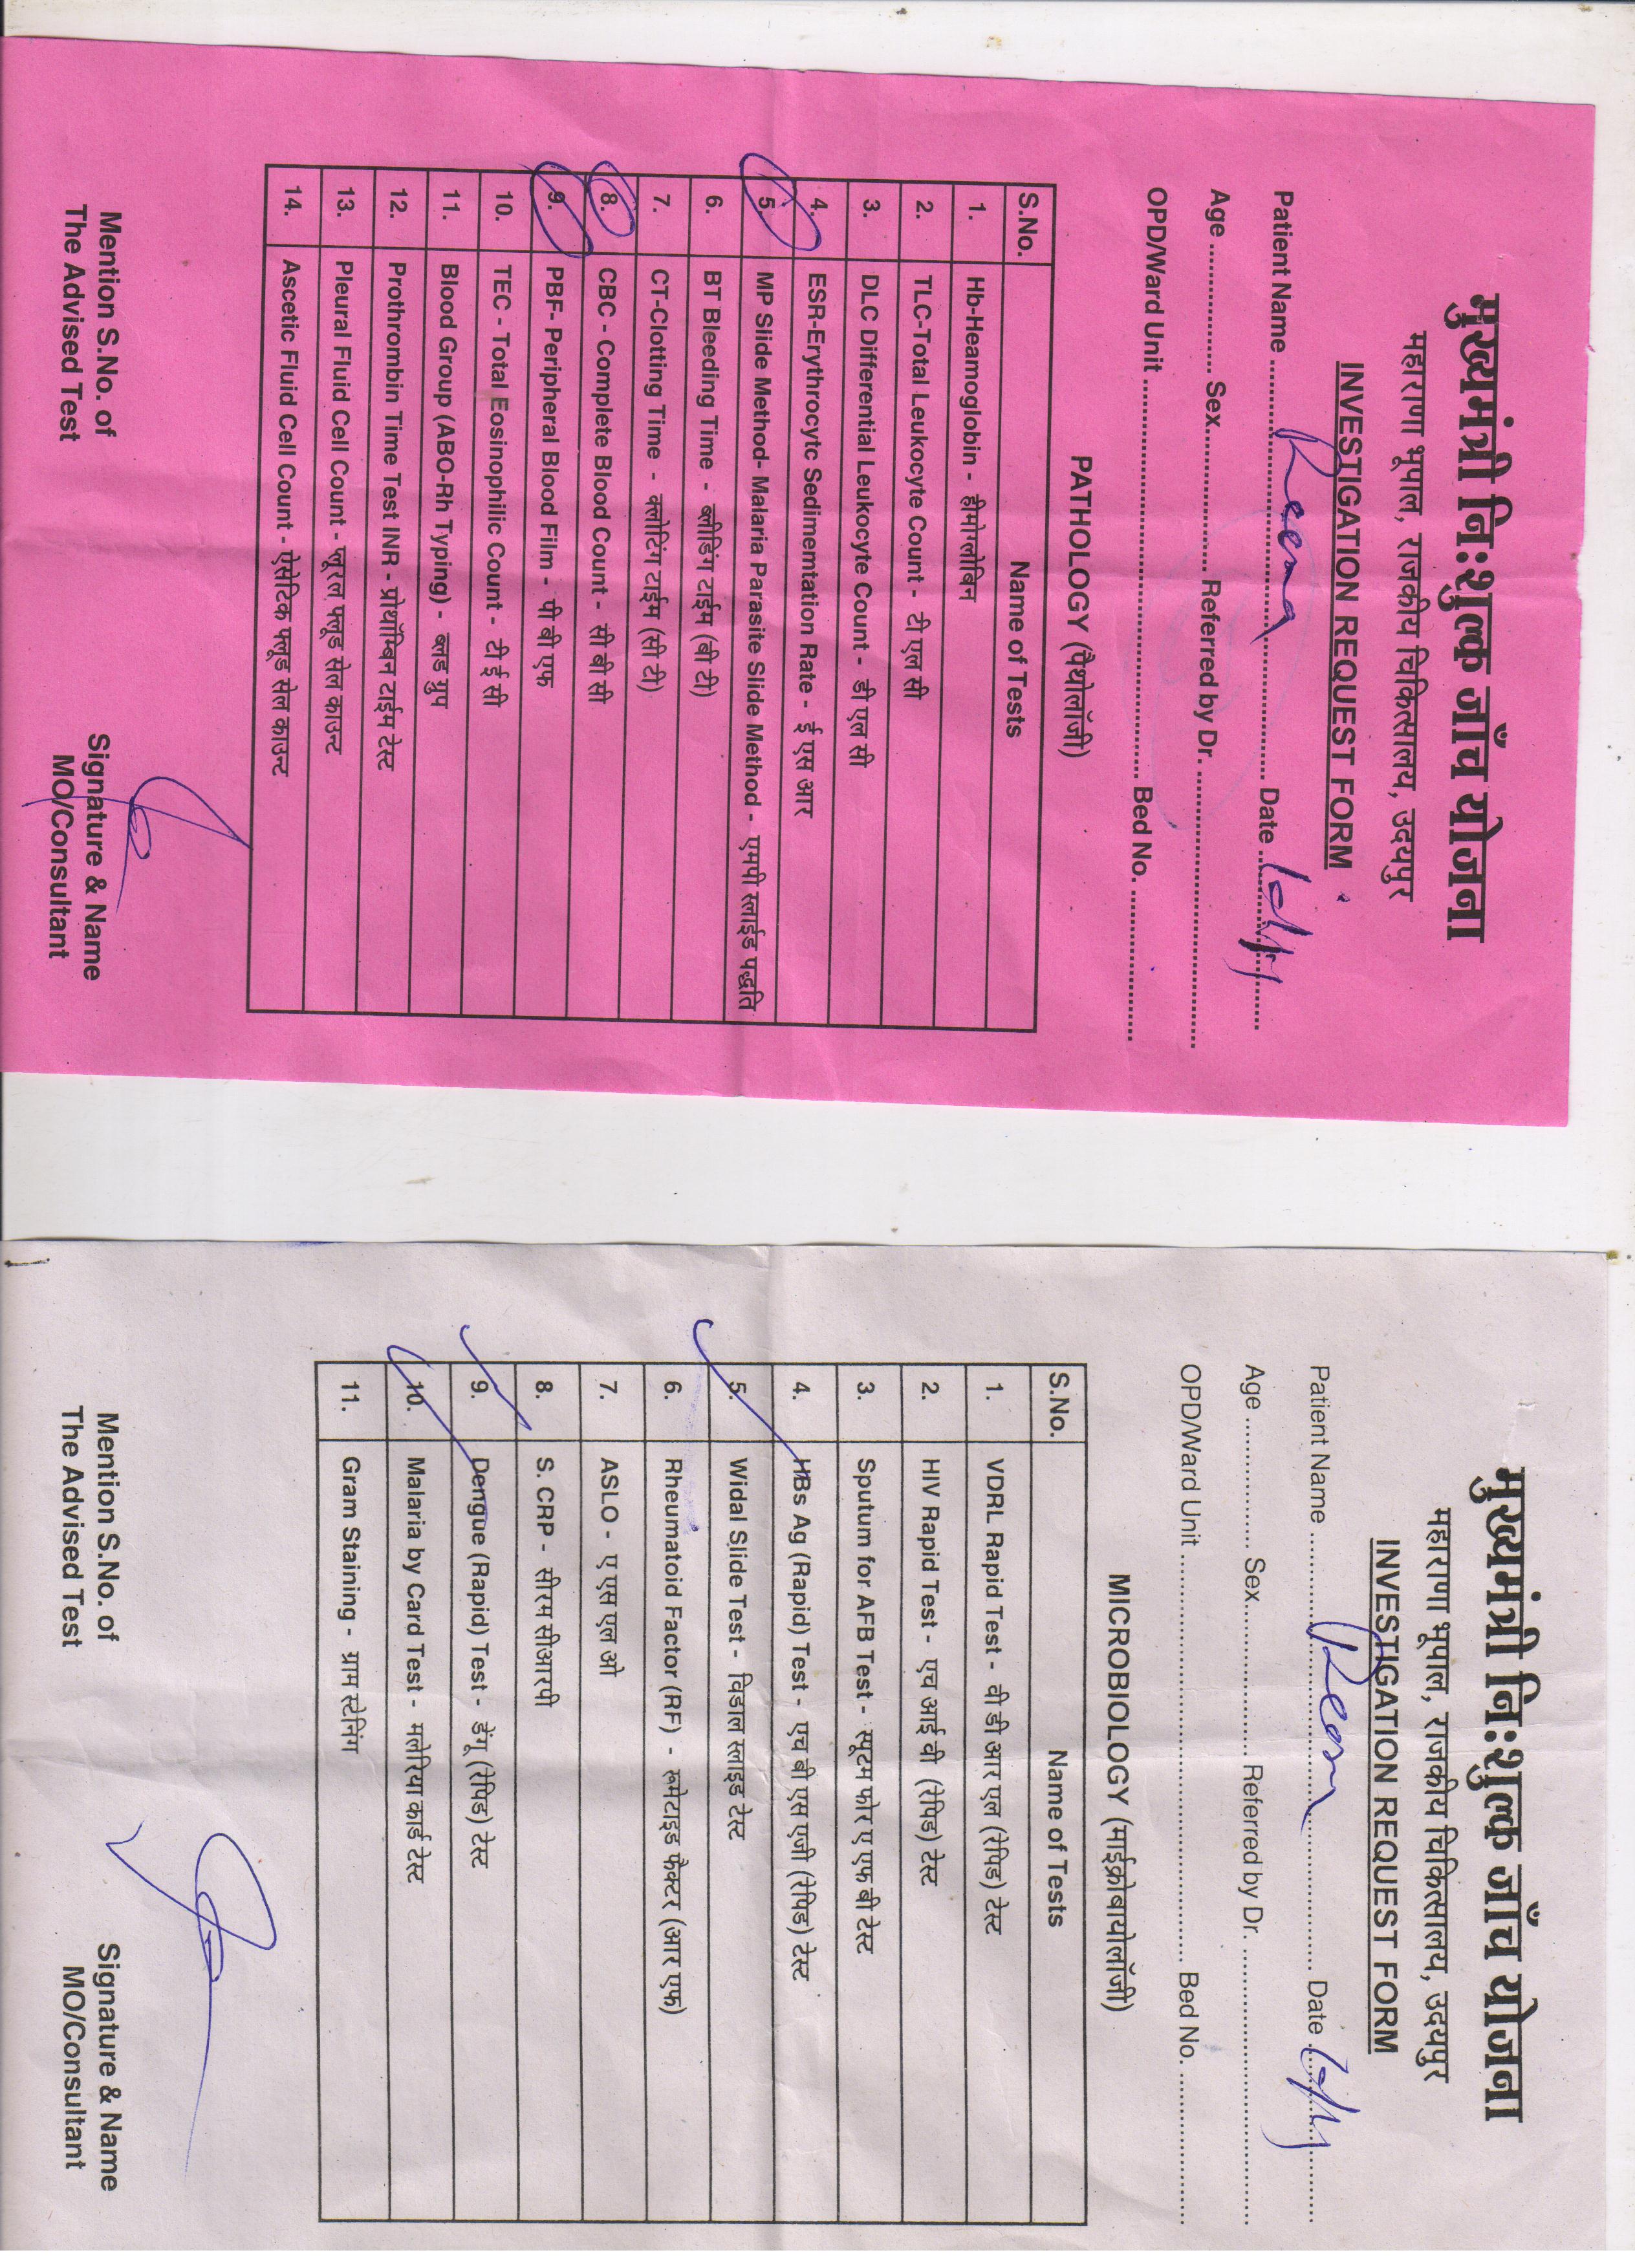 मुख्यमंत्री निःशुल्क जाँच योजना
महाराणा भूपाल, राजकीय चिकित्सालय, उदयपुर
INVESTIGATION REQUEST FORM
Patient Name .......... Reena .......... Date ..........
Age .......... Sex .......... Referred by Dr. ..........
OPD/Ward Unit .......... Bed No. ..........
PATHOLOGY (पैथोलॉजी)
S.No. Name of Tests
1. Hb-Heamoglobin - हीमोग्लोबिन
2. TLC-Total Leukocyte Count - टी एल सी
3. DLC Differential Leukocyte Count - डी एल सी
4. ESR-Erythrocytc Sedimemtation Rate - ई एस आर
5. MP Slide Method- Malaria Parasite Slide Method - एमपी स्लाईड पद्धति
6. BT Bleeding Time - ब्लीडिंग टाईम (बी टी)
7. CT-Clotting Time - क्लोटिंग टाईम (सी टी)
8. CBC - Complete Blood Count - सी बी सी
9. PBF- Peripheral Blood Film - पी बी एफ
10. TEC - Total Eosinophilic Count - टी ई सी
11. Blood Group (ABO-Rh Typing) - ब्लड ग्रुप
12. Prothrombin Time Test INR - प्रोथॉम्बिन टाईम टेस्ट
13. Pleural Fluid Cell Count - प्लूरल फ्लूड सेल काउन्ट
14. Ascetic Fluid Cell Count - ऐसेटिक फ्लूड सेल काउन्ट
Mention S.No. of
The Advised Test
Signature & Name
MO/Consultant
मुख्यमंत्री निःशुल्क जाँच योजना
महाराणा भूपाल, राजकीय चिकित्सालय, उदयपुर
INVESTIGATION REQUEST FORM
Patient Name .......... Date ..........
Age .......... Sex .......... Referred by Dr. ..........
OPD/Ward Unit .......... Bed No. ..........
MICROBIOLOGY (माईक्रोबायोलॉजी)
S.No. Name of Tests
1. VDRL Rapid Test - वी डी आर एल (रेपिड) टेस्ट
2. HIV Rapid Test - एच आई वी (रेपिड) टेस्ट
3. Sputum for AFB Test - स्पूटम फोर ए एफ बी टेस्ट
4. HBs Ag (Rapid) Test - एच बी एस एजी (रेपिड) टेस्ट
5. Widal Slide Test - विडाल स्लाइड टेस्ट
6. Rheumatoid Factor (RF) - रूमेटाइड फैक्टर (आर एफ)
7. ASLO - ए एस एल ओ
8. S. CRP - सीरम सीआरपी
9. Dengue (Rapid) Test - डेंगू (रेपिड) टेस्ट
10. Malaria by Card Test - मलेरिया कार्ड टेस्ट
11. Gram Staining - ग्राम स्टेनिंग
Mention S.No. of
The Advised Test
Signature & Name
MO/Consultant